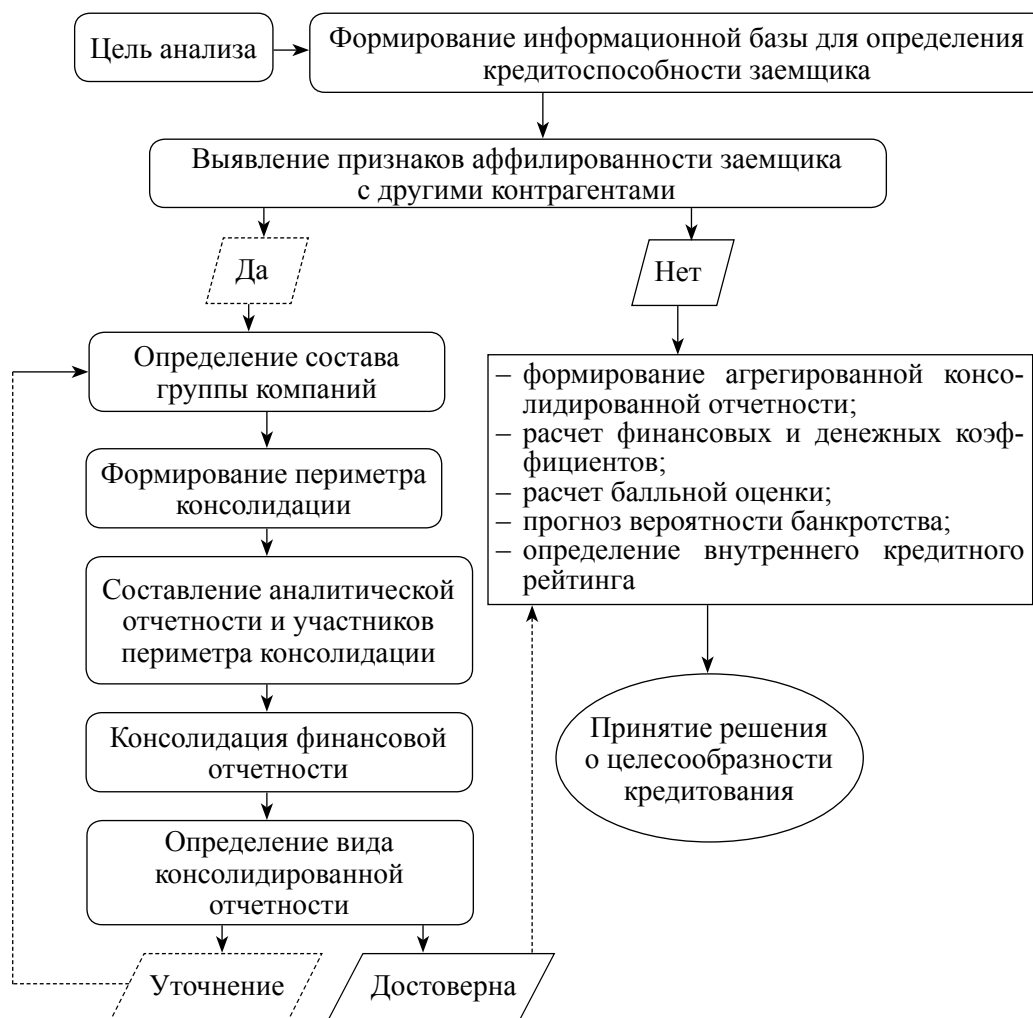 Цель анализа
Формирование информационной базы для определения
кредитоспособности заемщика
Выявление признаков аффилированности заемщика
с другими контрагентами
Да
Нет
Определение состава
группы компаний
Формирование периметра
консолидации
Составление аналитической
отчетности и участников
периметра консолидации
Консолидация финансовой
отчетности
Определение вида
консолидированной
отчетности
Уточнение
Достоверна
– формирование агрегированной консо-
лидированной отчетности;
– расчет финансовых и денежных коэф-
фициентов;
– расчет балльной оценки;
– прогноз вероятности банкротства;
– определение внутреннего кредитного
рейтинга
Принятие решения
о целесообразности
кредитования